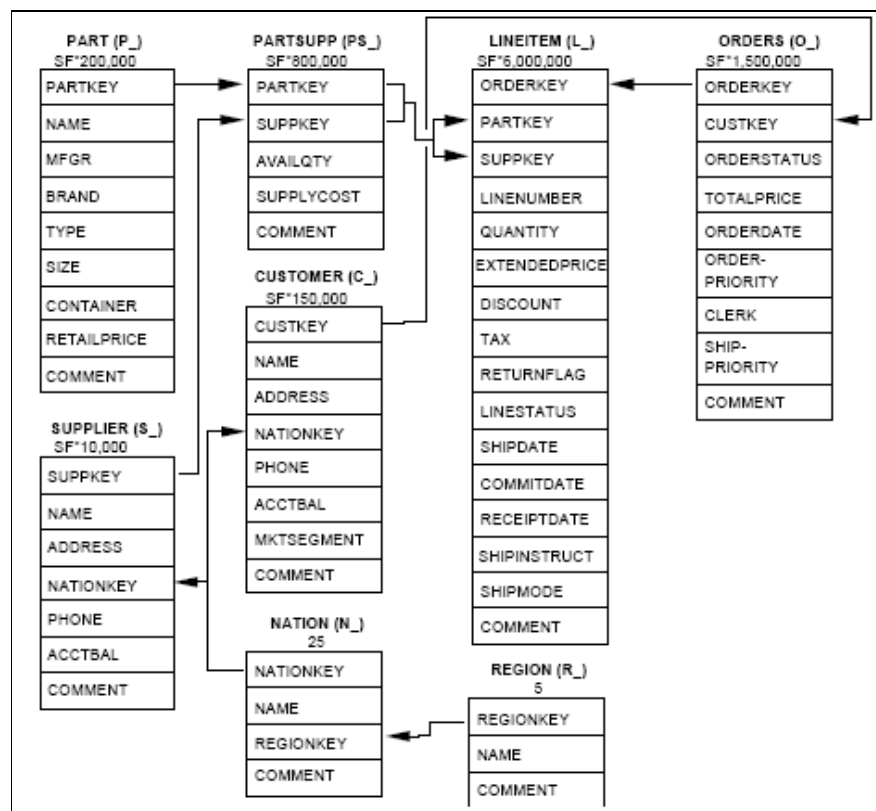 PART (P_)
SF*200,000
PARTKEY
NAME
MFGR
BRAND
TYPE
SIZE
CONTAINER
RETAILPRICE
COMMENT
SUPPLIER (S_)
SF*10,000
SUPPKEY
NAME
ADDRESS
NATIONKEY
PHONE
ACCTBAL
COMMENT
PARTSUPP (PS_)
SF*800,000
PARTKEY
SUPPKEY
AVAILQTY
SUPPLYCOST
COMMENT
CUSTOMER (C_)
SF*150,000
CUSTKEY
NAME
ADDRESS
NATIONKEY
PHONE
ACCTBAL
MKTSEGMENT
COMMENT
NATION (N_)
25
NATIONKEY
NAME
REGIONKEY
COMMENT
LINEITEM (L_)
SF*6,000,000
ORDERKEY
PARTKEY
SUPPKEY
LINENUMBER
QUANTITY
EXTENDEDPRICE
DISCOUNT
TAX
RETURNFLAG
LINESTATUS
SHIPDATE
COMMITDATE
RECEIPTDATE
SHIPINSTRUCT
SHIPMODE
COMMENT
REGION (R_)
5
REGIONKEY
NAME
COMMENT
ORDERS (O_)
SF*1,500,000
ORDERKEY
CUSTKEY
ORDERSTATUS
TOTALPRICE
ORDERDATE
ORDER-
PRIORITY
CLERK
SHIP-
PRIORITY
COMMENT